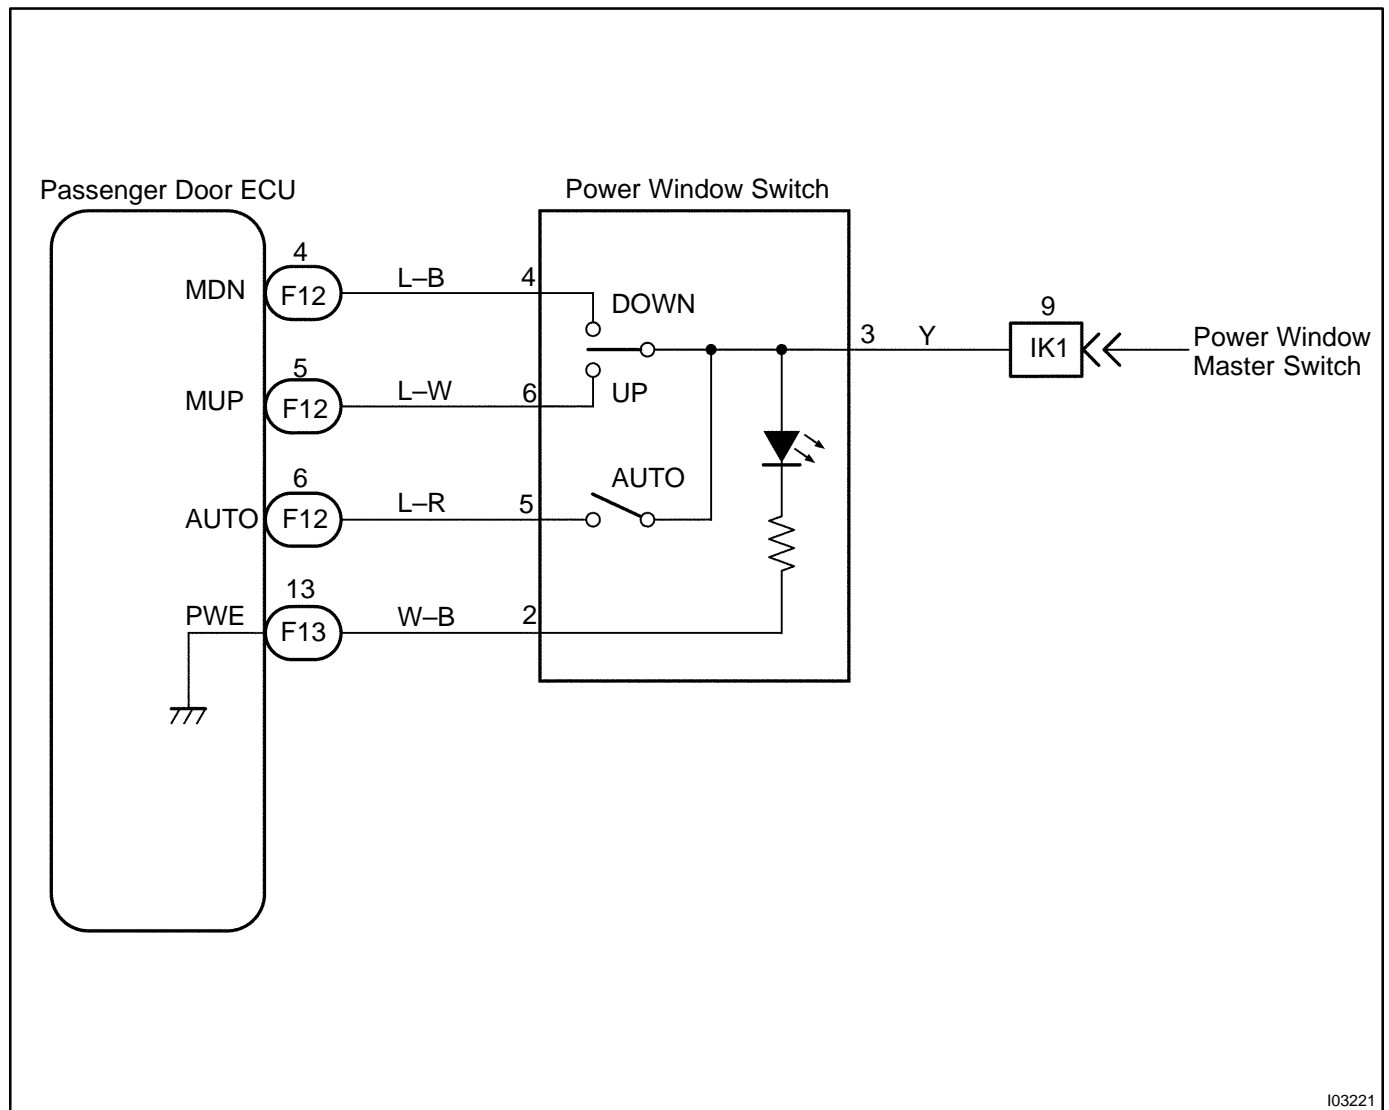 Passenger Door ECU
Power Window Switch
MDN
4
F12
L–B
4
DOWN
MUP
5
F12
L–W
6
UP
3
Y
9
IK1
Power Window
Master Switch
AUTO
6
F12
L–R
5
AUTO
PWE
13
F13
W–B
2
I03221